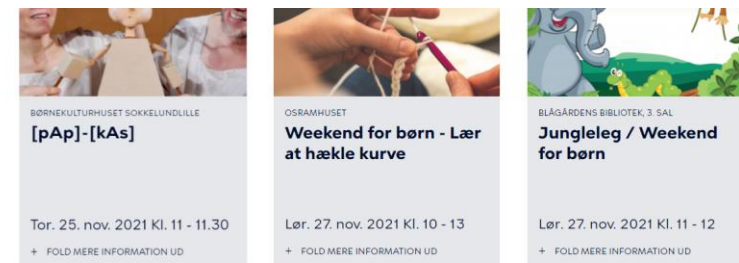 BØRNEKULTURHUSET SOKKELUNDLILLE
[pAp]-[kAs]
Tor. 25. nov. 2021 Kl. 11 - 11.30
+ FOLD MERE INFORMATION UD
OSRAMHUSET
Weekend for børn - Lær
at hækle kurve
Lør. 27. nov. 2021 Kl. 10 - 13
+ FOLD MERE INFORMATION UD
BLÅGÅRDENS BIBLIOTEK, 3. SAL
Jungleleg / Weekend
for børn
Lør. 27. nov. 2021 Kl. 11 - 12
+ FOLD MERE INFORMATION UD